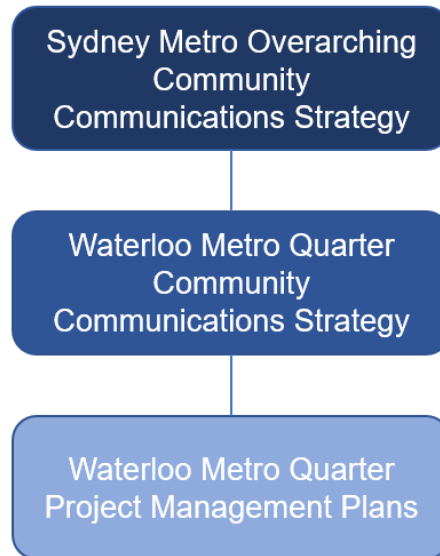 Sydney Metro Overarching
Community
Communications Strategy
Waterloo Metro Quarter
Community
Communications Strategy
Waterloo Metro Quarter
Project Management Plans